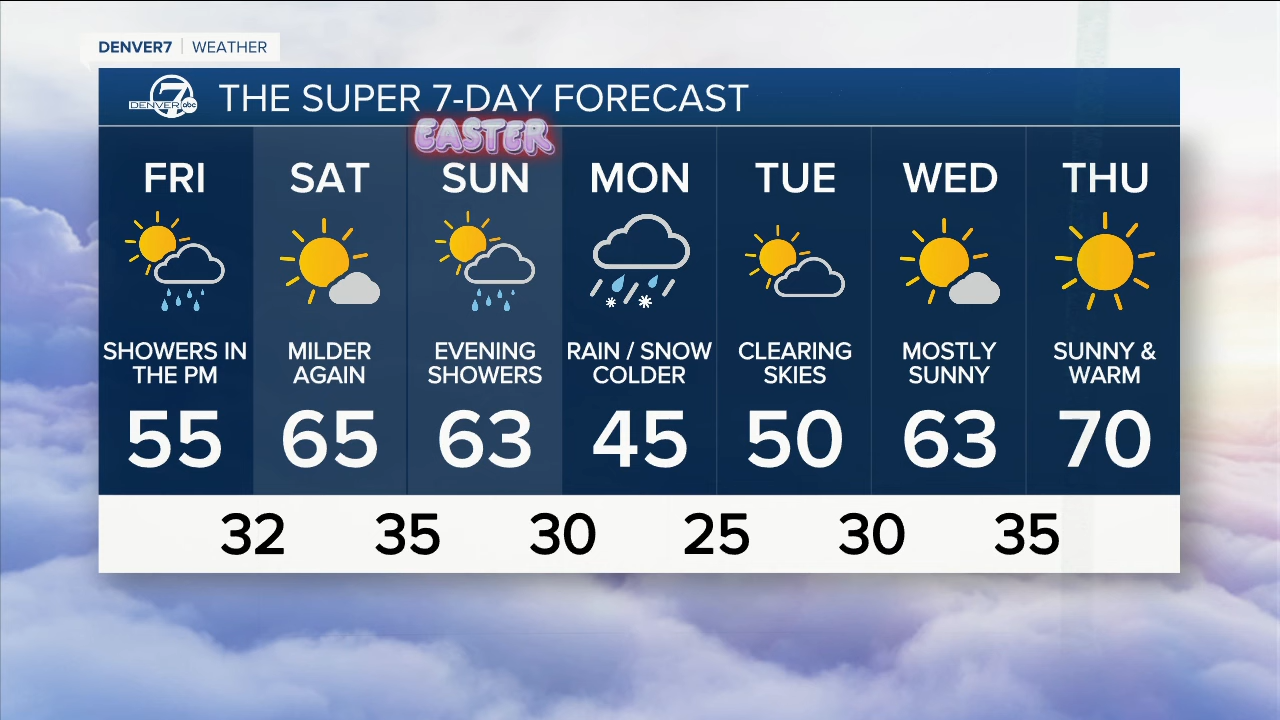 DENVER7 | WEATHER
7
DENVER abc
THE SUPER 7-DAY FORECAST
EASTER
FRI SAT SUN MON TUE WED THU
SHOWERS IN MILDER EVENING RAIN / SNOW CLEARING MOSTLY SUNNY &
THE PM AGAIN SHOWERS COLDER SKIES SUNNY WARM
55 65 63 45 50 63 70
32 35 30 25 30 35